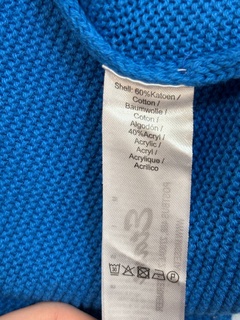 Shell: 60%Katoen /
Cotton /
Baumwolle /
Coton /
Algodón /
40%Acryl /
Acrylic /
Acryl /
Acrylique /
Acrilico